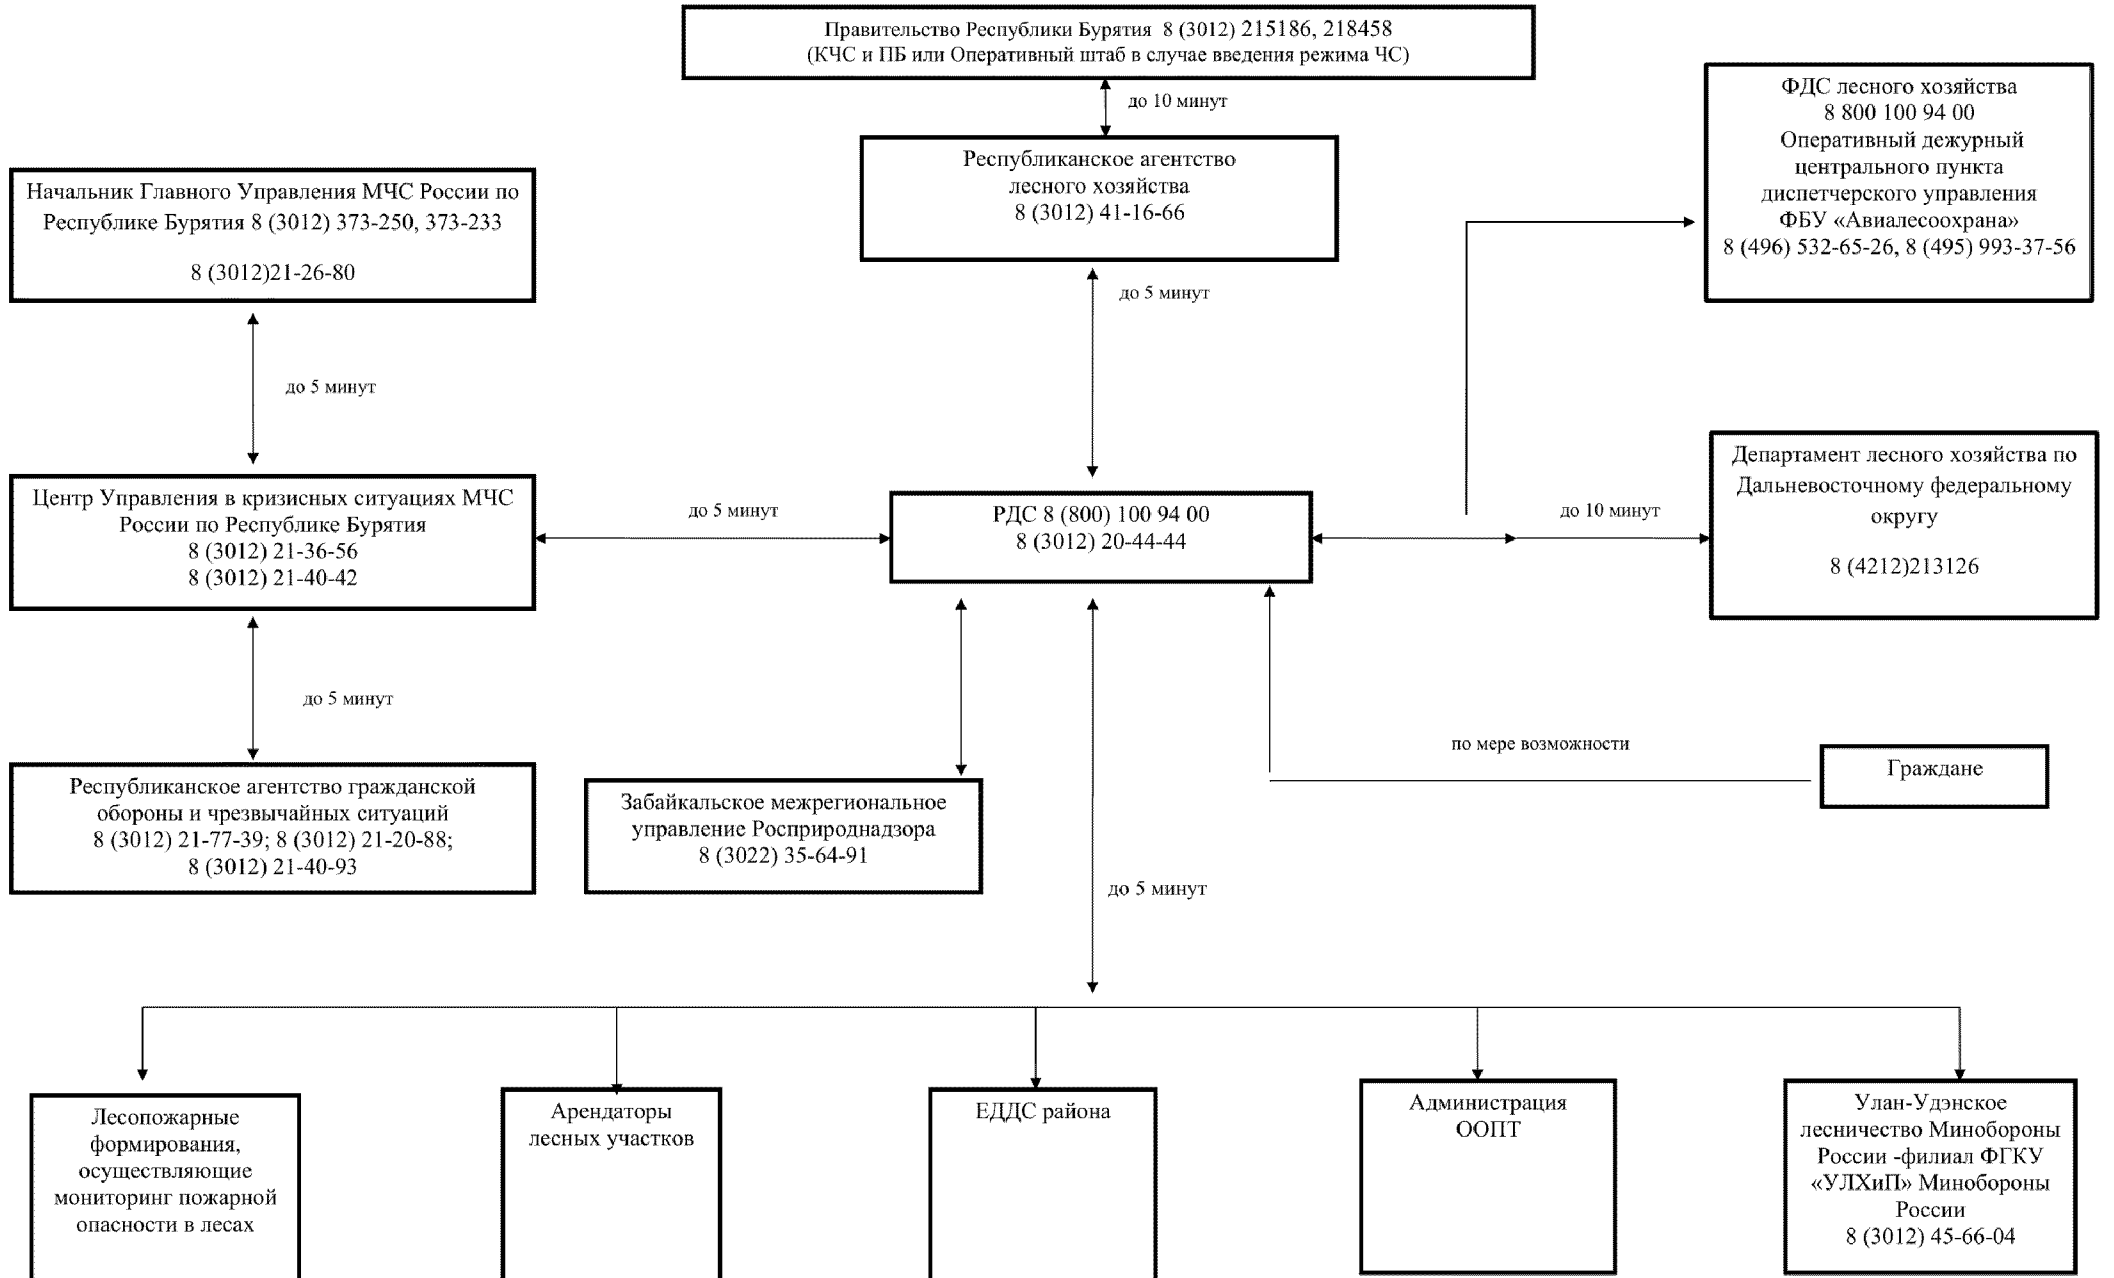 Правительство Республики Бурятия 8 (3012) 215186, 218458
(КЧС и ПБ или Оперативный штаб в случае введения режима ЧС)
до 10 минут
ФДС лесного хозяйства
8 800 100 94 00
Оперативный дежурный
центрального пункта
диспетчерского управления
ФБУ «Авиалесоохрана»
8 (496) 532-65-26, 8 (495) 993-37-56
Республиканское агентство
лесного хозяйства
8 (3012) 41-16-66
Начальник Главного Управления МЧС России по
Республике Бурятия 8 (3012) 373-250, 373-233
8 (3012)21-26-80
до 5 минут
до 5 минут
Департамент лесного хозяйства по
Дальневосточному федеральному
округу
8 (4212)213126
Центр Управления в кризисных ситуациях МЧС
России по Республике Бурятия
8 (3012) 21-36-56
8 (3012) 21-40-42
до 5 минут
РДС 8 (800) 100 94 00
8 (3012) 20-44-44
до 10 минут
до 5 минут
по мере возможности
Граждане
Республиканское агентство гражданской
обороны и чрезвычайных ситуаций
8 (3012) 21-77-39; 8 (3012) 21-20-88;
8 (3012) 21-40-93
Забайкальское межрегиональное
управление Росприроднадзора
8 (3022) 35-64-91
до 5 минут
Лесопожарные
формирования,
осуществляющие
мониторинг пожарной
опасности в лесах
Арендаторы
лесных участков
ЕДДС района
Администрация
ООПТ
Улан-Удэнское
лесничество Минобороны
России -филиал ФГКУ
«УЛХиП» Минобороны
России
8 (3012) 45-66-04